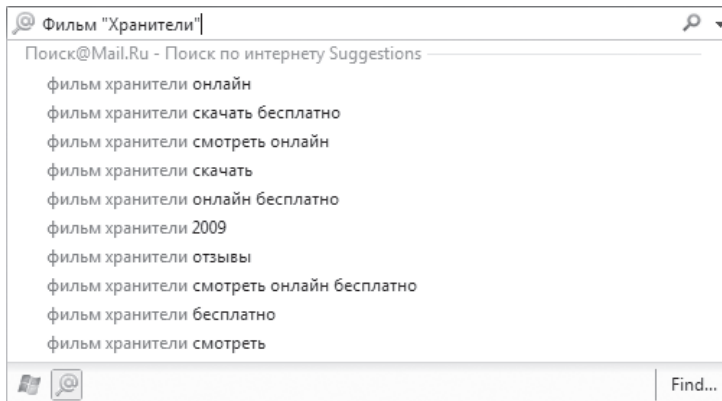 Фильм "Хранители"
Поиск@Mail.Ru - Поиск по интернету Suggestions
фильм хранители онлайн
фильм хранители скачать бесплатно
фильм хранители смотреть онлайн
фильм хранители скачать
фильм хранители онлайн бесплатно
фильм хранители 2009
фильм хранители отзывы
фильм хранители смотреть онлайн бесплатно
фильм хранители бесплатно
фильм хранители смотреть
Find...